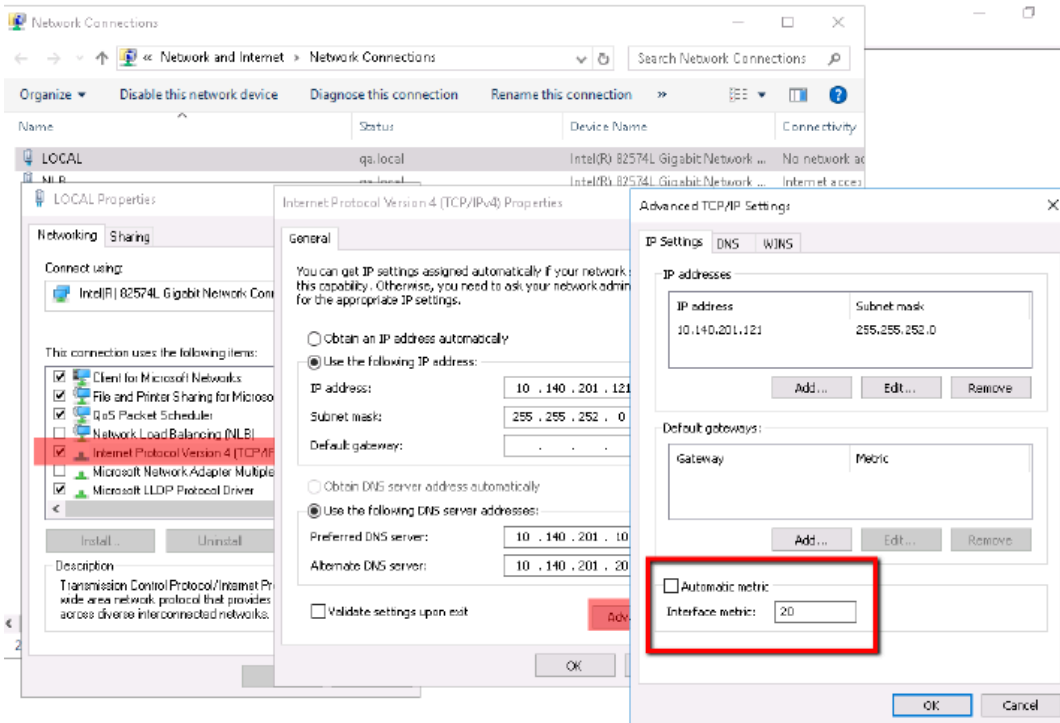 Network Connections
« Network and Internet > Network Connections
Search Network Connections
Organize
Disable this network device
Diagnose this connection
Rename this connection
»
Name
Status
Device Name
Connectivity
LOCAL
qa.local
Intel(R) 82574L Gigabit Network ...
No network ac
NLB
qa.local
Intel(R) 82574L Gigabit Network ...
Internet acces
LOCAL Properties
Networking
Sharing
Connect using:
Intel(R) 82574L Gigabit Network Con
This connection uses the following items:
Client for Microsoft Networks
File and Printer Sharing for Microso
QoS Packet Scheduler
Network Load Balancing (NLB)
Internet Protocol Version 4 (TCP/IP
Microsoft Network Adapter Multiple
Microsoft LLDP Protocol Driver
Install...
Uninstall
Description
Transmission Control Protocol/Internet Pr
wide area network protocol that provides
across diverse interconnected networks.
2
Internet Protocol Version 4 (TCP/IPv4) Properties
General
You can get IP settings assigned automatically if your network s
this capability. Otherwise, you need to ask your network admin
for the appropriate IP settings.
Obtain an IP address automatically
Use the following IP address:
IP address:
10 . 140 . 201 . 121
Subnet mask:
255 . 255 . 252 . 0
Default gateway:
. . .
Obtain DNS server address automatically
Use the following DNS server addresses:
Preferred DNS server:
10 . 140 . 201 . 10
Alternate DNS server:
10 . 140 . 201 . 20
Validate settings upon exit
Adv
OK
Advanced TCP/IP Settings
IP Settings
DNS
WINS
IP addresses
IP address
Subnet mask
10.140.201.121
255.255.252.0
Add...
Edit...
Remove
Default gateways:
Gateway
Metric
Add...
Edit...
Remove
Automatic metric
Interface metric:
20
OK
Cancel